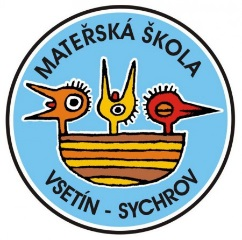 MATEŘSKÁ ŠKOLA
VSETÍN - SYCHROV